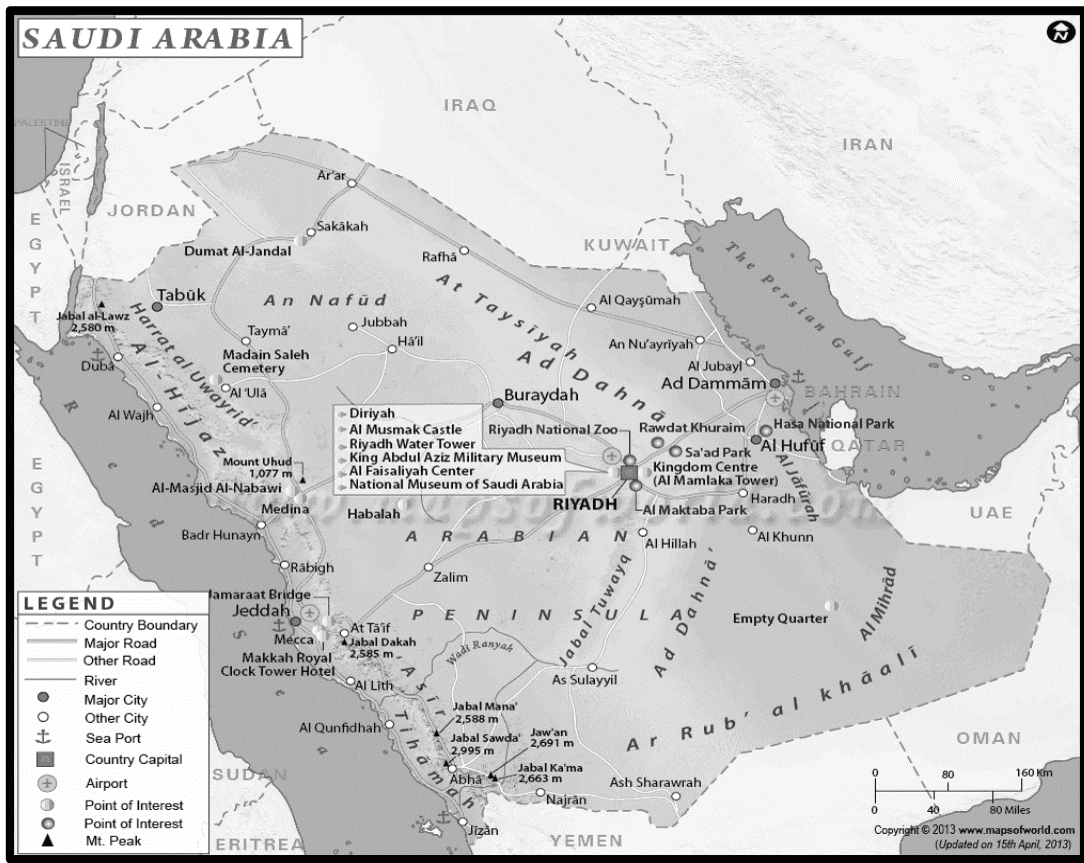 SAUDI ARABIA
N
IRAQ
IRAN
PALESTINE
ISRAEL
JORDAN
EGYPT
KUWAIT
Ār'ar
Sakākah
Dumat Al-Jandal
Rafhā
The Persian Gulf
Tabūk
An Nafūd
At Taysīyah
Al Qayşūmah
Jabal al-Lawz
2,580 m
Harrat al Uwayrid'
Taymā'
Jubbah
Hā'il
Ad Dahnā
An Nu'ayrīyah
Al Jubayl
Dubā
Madain Saleh
Cemetery
Al 'Ulā
Al-Hijaz
Al Wajh
Buraydah
Ad Dammām
BAHRAIN
Diriyah
Al Musmak Castle
Riyadh Water Tower
King Abdul Aziz Military Museum
Al Faisaliyah Center
National Museum of Saudi Arabia
Riyadh National Zoo
Rawdat Khuraim
Hasa National Park
Al Hufūf
QATAR
Sa'ad Park
Kingdom Centre
(Al Mamlaka Tower)
Al Jāfūrah
Mount Uhud
1,077 m
Al-Masjid Al-Nabawi
Medina
Habalah
RIYADH
Al Maktaba Park
Haradh
UAE
EGYPT
Badr Hunayn
ARABIAN
Al Hillah
Al Khunn
Rābigh
Zalim
Red Sea
Jamaraat Bridge
Jeddah
PENINSULA
Jabal Tuwayq
Ad Dahnā'
Empty Quarter
Al Mihrād
Mecca
At Tā'if
Jabal Dakah
2,585 m
Makkah Royal
Clock Tower Hotel
Wadi Ranyah
As Sulayyil
Al Līth
'Asīr
Ar Rub' al khāalī
Al Qunfidhah
Tihāmah
Jabal Mana'
2,588 m
Jabal Sawda'
2,995 m
Jaw'an
2,691 m
Jabal Ka'ma
2,663 m
Abhā
Najrān
Ash Sharawrah
OMAN
SUDAN
ERITREA
Jīzān
YEMEN
LEGEND
Country Boundary
Major Road
Other Road
River
Major City
Other City
Sea Port
Country Capital
Airport
Point of Interest
Point of Interest
Mt. Peak
0 80 160 Km
0 40 80 Miles
Copyright © 2013 www.mapsofworld.com
(Updated on 15th April, 2013)